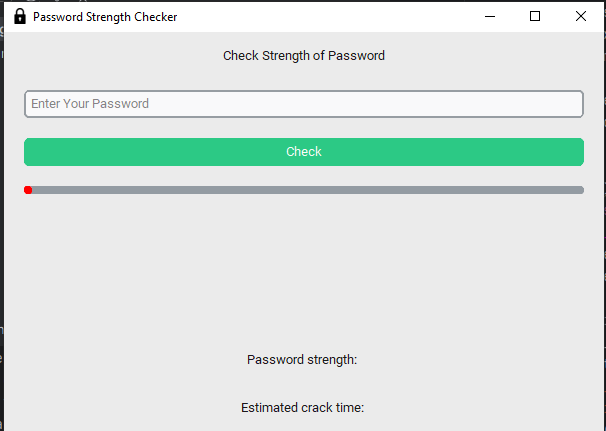 Password Strength Checker
Check Strength of Password
Enter Your Password
Check
Password strength:
Estimated crack time: